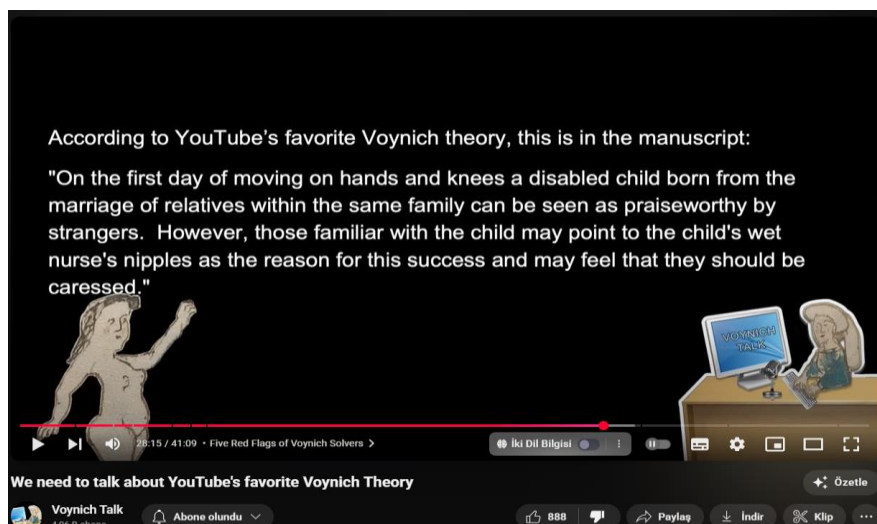 According to YouTube's favorite Voynich theory, this is in the manuscript:
"On the first day of moving on hands and knees a disabled child born from the
marriage of relatives within the same family can be seen as praiseworthy by
strangers. However, those familiar with the child may point to the child's wet
nurse's nipples as the reason for this success and may feel that they should be
caressed."
VOYNICH
TALK
28:15 / 41:09 • Five Red Flags of Voynich Solvers >
İki Dil Bilgisi
We need to talk about YouTube's favorite Voynich Theory
Özetle
Voynich Talk
Abone olundu
888
Paylaş
İndir
Klip